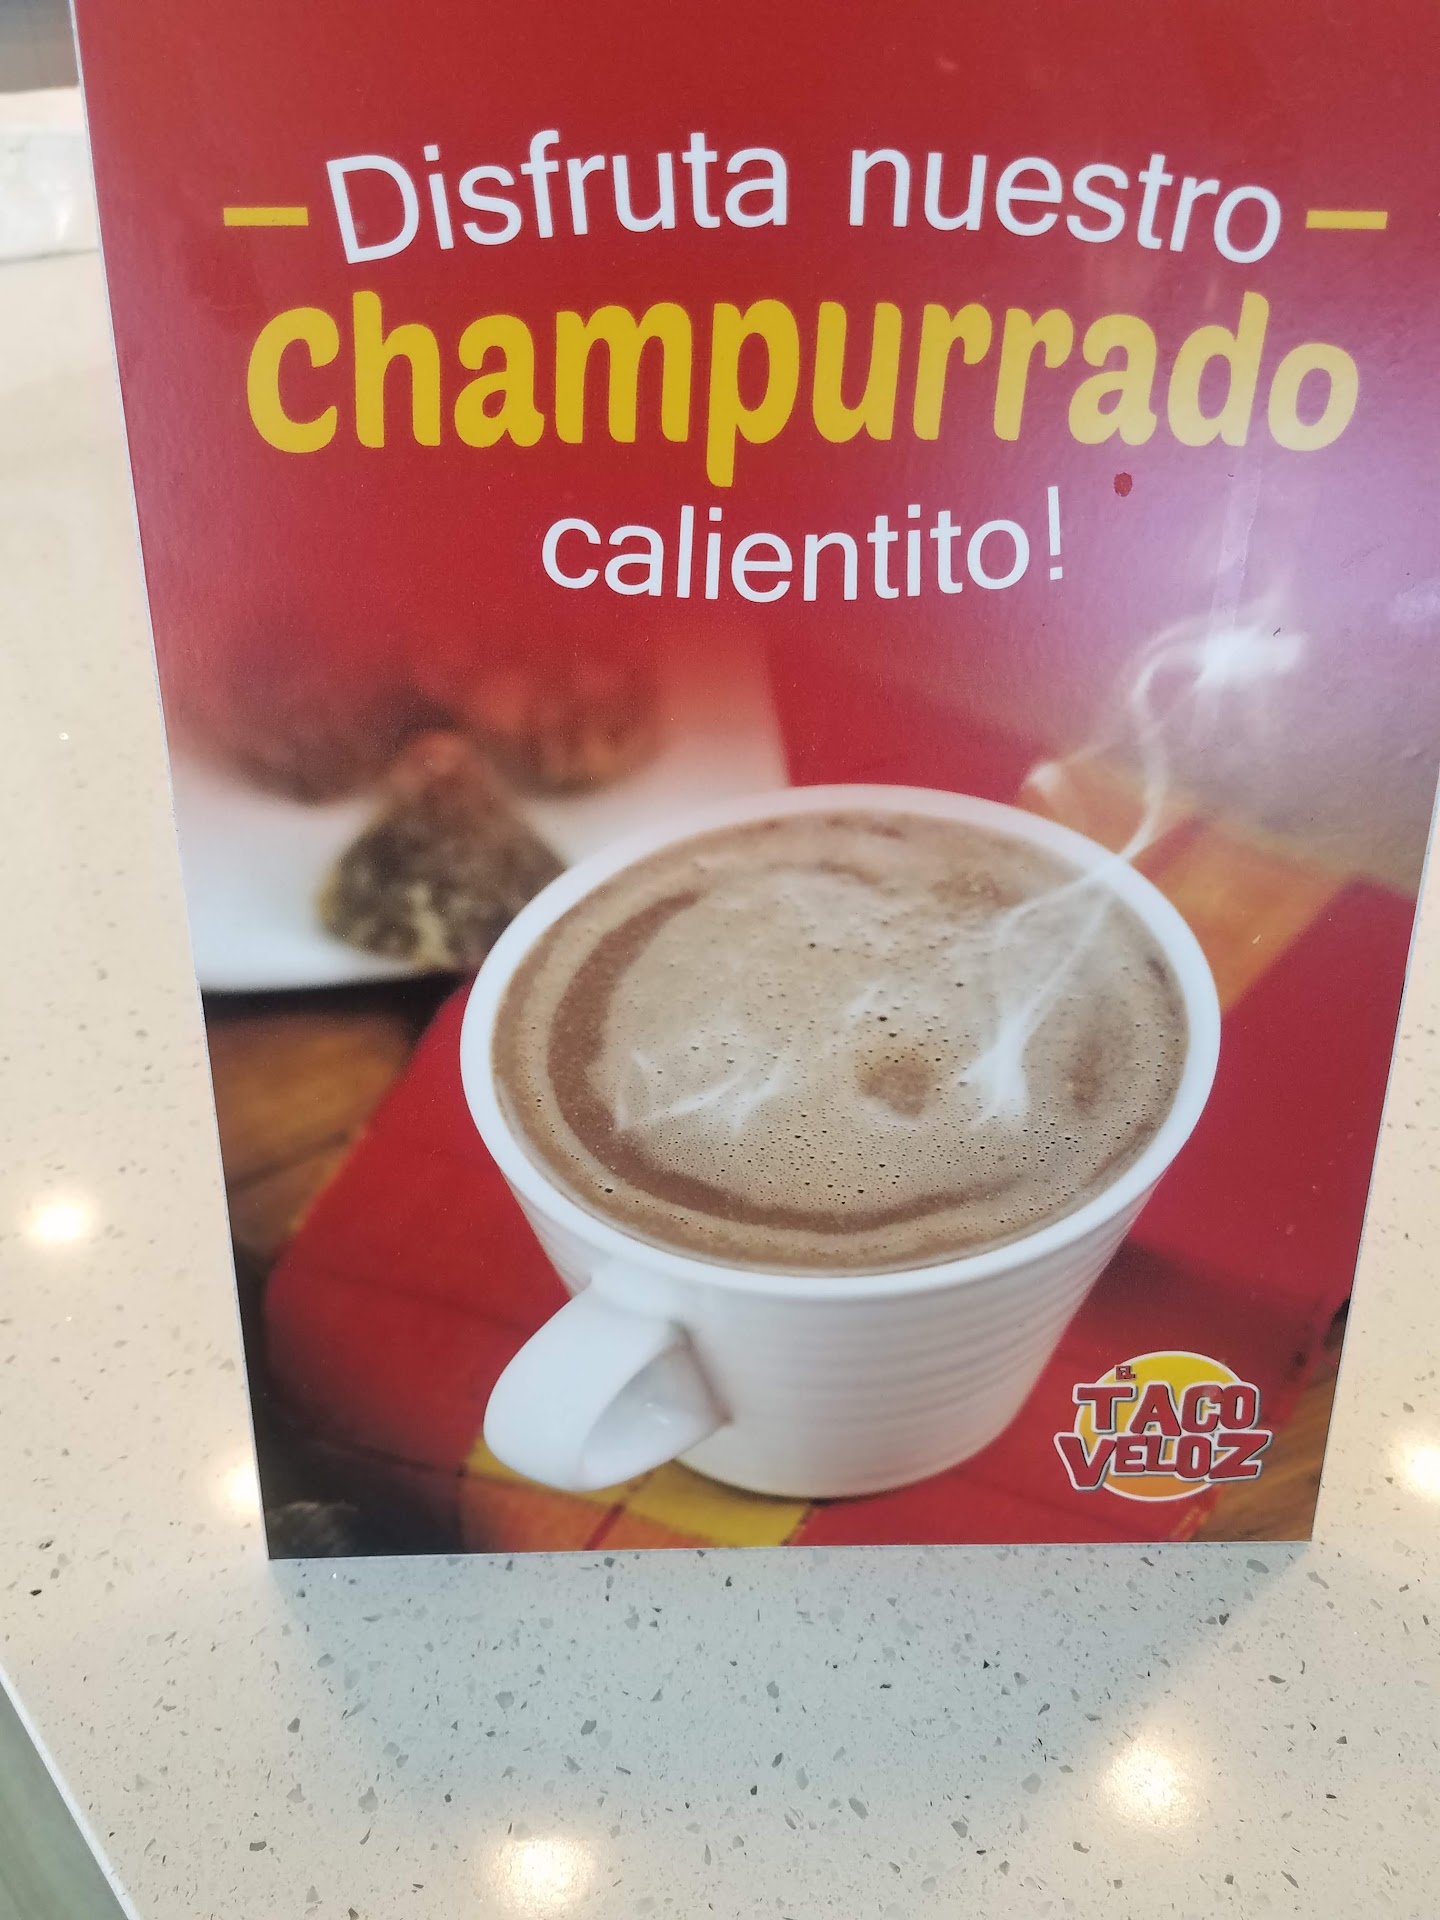 Disfruta nuestro
champurrado
calientito!
EL
TACO
VELOZ